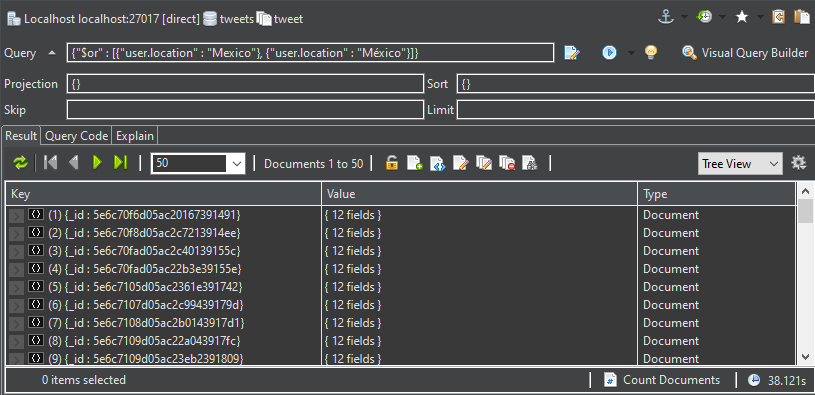 Localhost localhost:27017 [direct] tweets tweet
Query {"$or" : [{"user.location" : "Mexico"}, {"user.location" : "México"}]} Visual Query Builder
Projection {} Sort {}
Skip Limit
Result Query Code Explain
50 Documents 1 to 50 Tree View
Key Value Type
(1) {_id : 5e6c70f6d05ac20167391491} { 12 fields } Document
(2) {_id : 5e6c70f8d05ac2c7213914ee} { 12 fields } Document
(3) {_id : 5e6c70fad05ac2c40139155c} { 12 fields } Document
(4) {_id : 5e6c70fad05ac22b3e39155e} { 12 fields } Document
(5) {_id : 5e6c7105d05ac2361e391742} { 12 fields } Document
(6) {_id : 5e6c7107d05ac2c99439179d} { 12 fields } Document
(7) {_id : 5e6c7108d05ac2b0143917d1} { 12 fields } Document
(8) {_id : 5e6c7109d05ac22a043917fc} { 12 fields } Document
(9) {_id : 5e6c7109d05ac23eb2391809} { 12 fields } Document
0 items selected Count Documents 38.121s